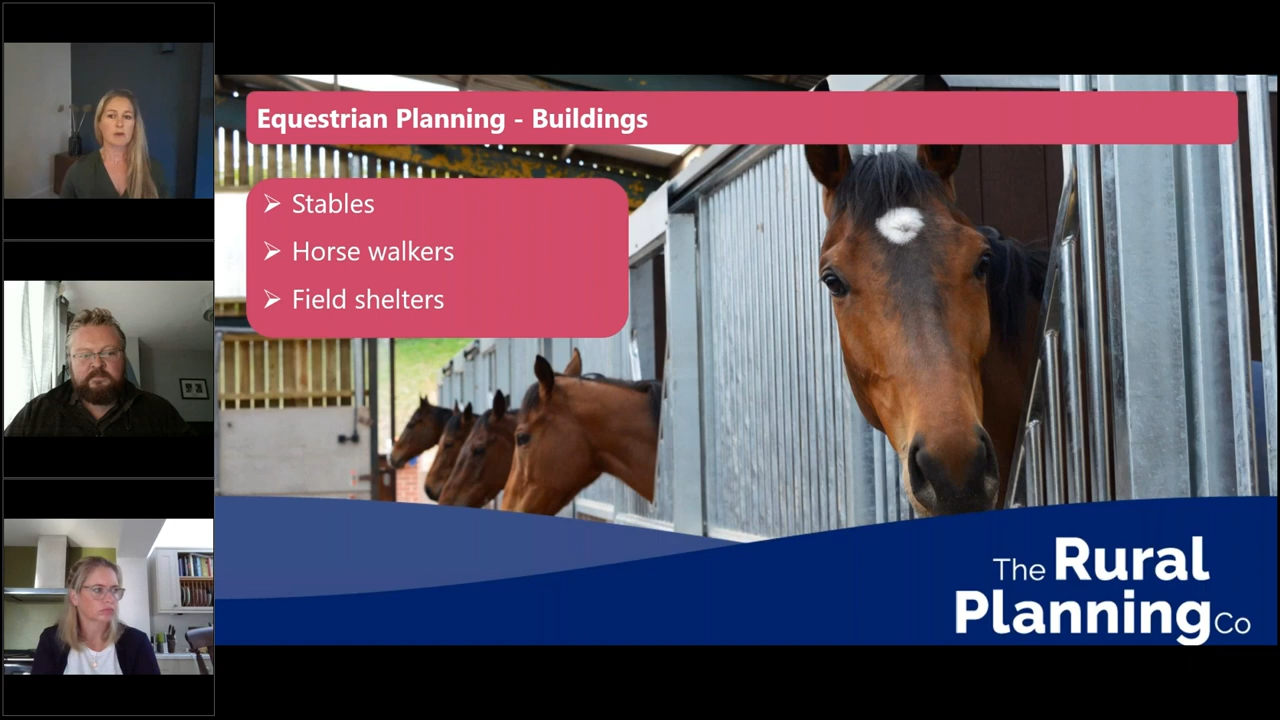 Equestrian Planning - Buildings
➢ Stables
➢ Horse walkers
➢ Field shelters
The Rural
Planning Co